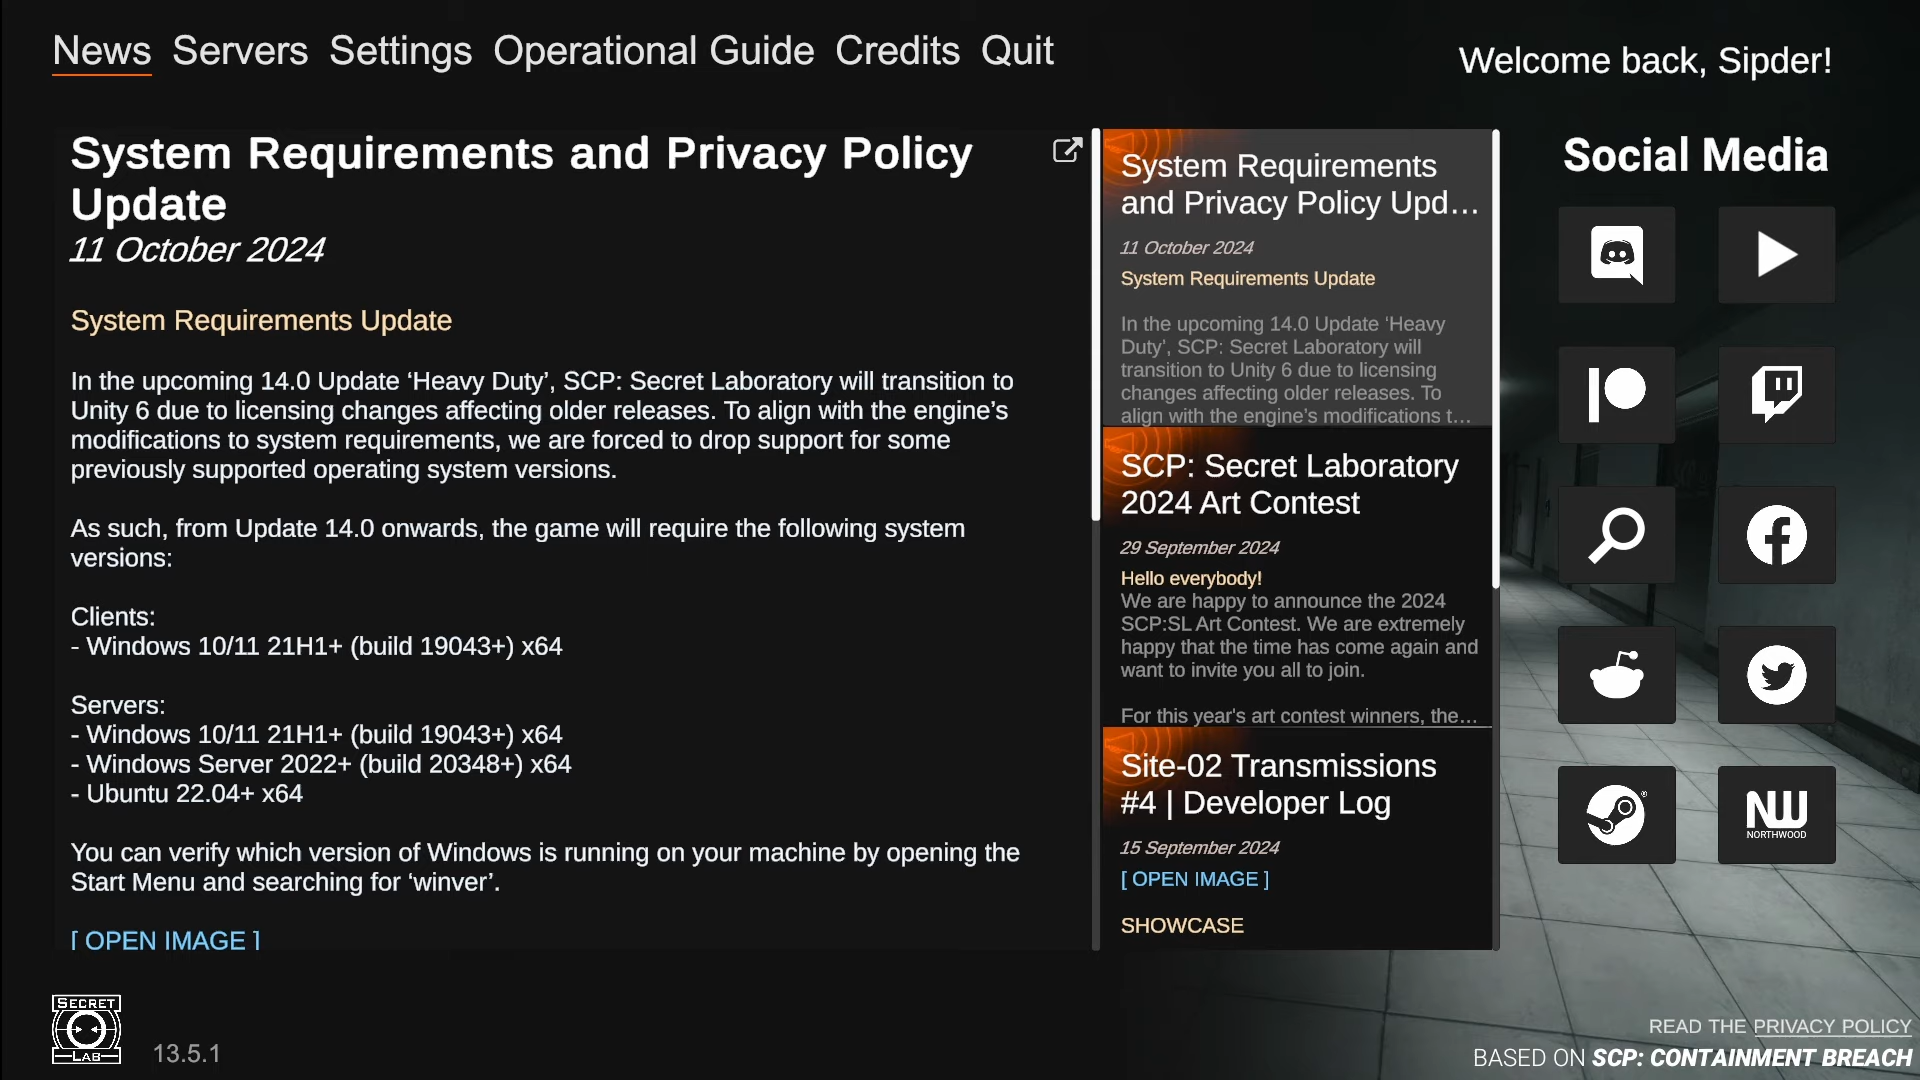 News Servers Settings Operational Guide Credits Quit
Welcome back, Sipder!
System Requirements and Privacy Policy
Update
11 October 2024
System Requirements Update
In the upcoming 14.0 Update ‘Heavy Duty’, SCP: Secret Laboratory will transition to
Unity 6 due to licensing changes affecting older releases. To align with the engine’s
modifications to system requirements, we are forced to drop support for some
previously supported operating system versions.
As such, from Update 14.0 onwards, the game will require the following system
versions:
Clients:
- Windows 10/11 21H1+ (build 19043+) x64
Servers:
- Windows 10/11 21H1+ (build 19043+) x64
- Windows Server 2022+ (build 20348+) x64
- Ubuntu 22.04+ x64
You can verify which version of Windows is running on your machine by opening the
Start Menu and searching for ‘winver’.
[ OPEN IMAGE ]
System Requirements
and Privacy Policy Upd…
11 October 2024
System Requirements Update
In the upcoming 14.0 Update ‘Heavy
Duty’, SCP: Secret Laboratory will
transition to Unity 6 due to licensing
changes affecting older releases. To
align with the engine’s modifications t…
SCP: Secret Laboratory
2024 Art Contest
29 September 2024
Hello everybody!
We are happy to announce the 2024
SCP:SL Art Contest. We are extremely
happy that the time has come again and
want to invite you all to join.
For this year's art contest winners, the…
Site-02 Transmissions
#4 | Developer Log
15 September 2024
[ OPEN IMAGE ]
SHOWCASE
Social Media
NW
NORTHWOOD
SECRET
LAB
13.5.1
READ THE PRIVACY POLICY
BASED ON SCP: CONTAINMENT BREACH